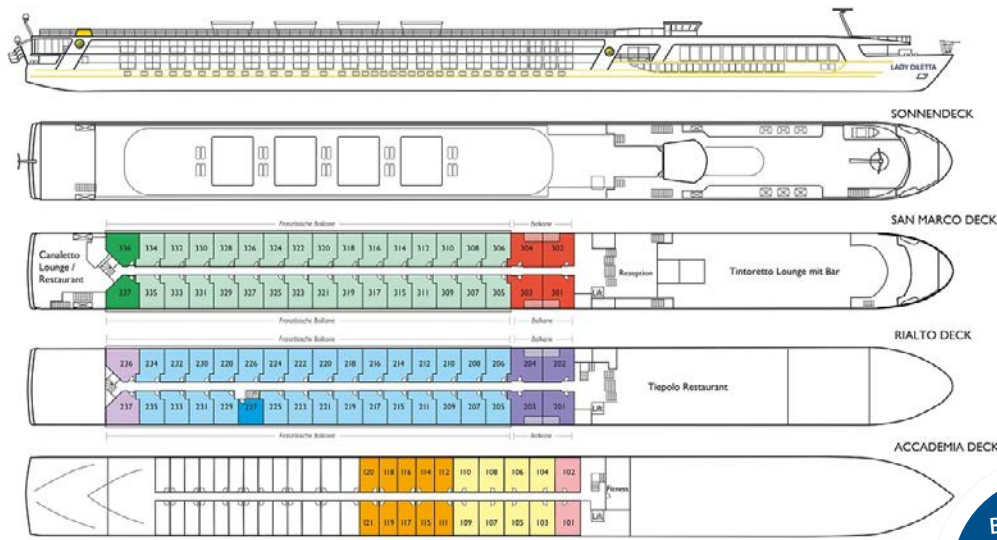 LADY DILETTA
SONNENDECK
SAN MARCO DECK
Französische Balkone
Balkone
336 334 332 330 328 326 324 322 320 318 316 314 312 310 308 306 304 302
Canaletto
Lounge /
Restaurant
Reception
Tintoretto Lounge mit Bar
337 335 333 331 329 327 325 323 321 319 317 315 311 309 307 305 303 301
Lift
Französische Balkone
Balkone
RIALTO DECK
Französische Balkone
Balkone
236 234 232 230 228 226 224 222 220 218 216 214 212 210 208 206 204 202
Tiepolo Restaurant
237 235 233 231 229 227 225 223 221 219 217 215 211 209 207 205 203 201
Lift
Französische Balkone
Balkone
ACCADEMIA DECK
120 118 116 114 112 110 108 106 104 102
Fitness
121 119 117 115 111 109 107 105 103 101
Lift